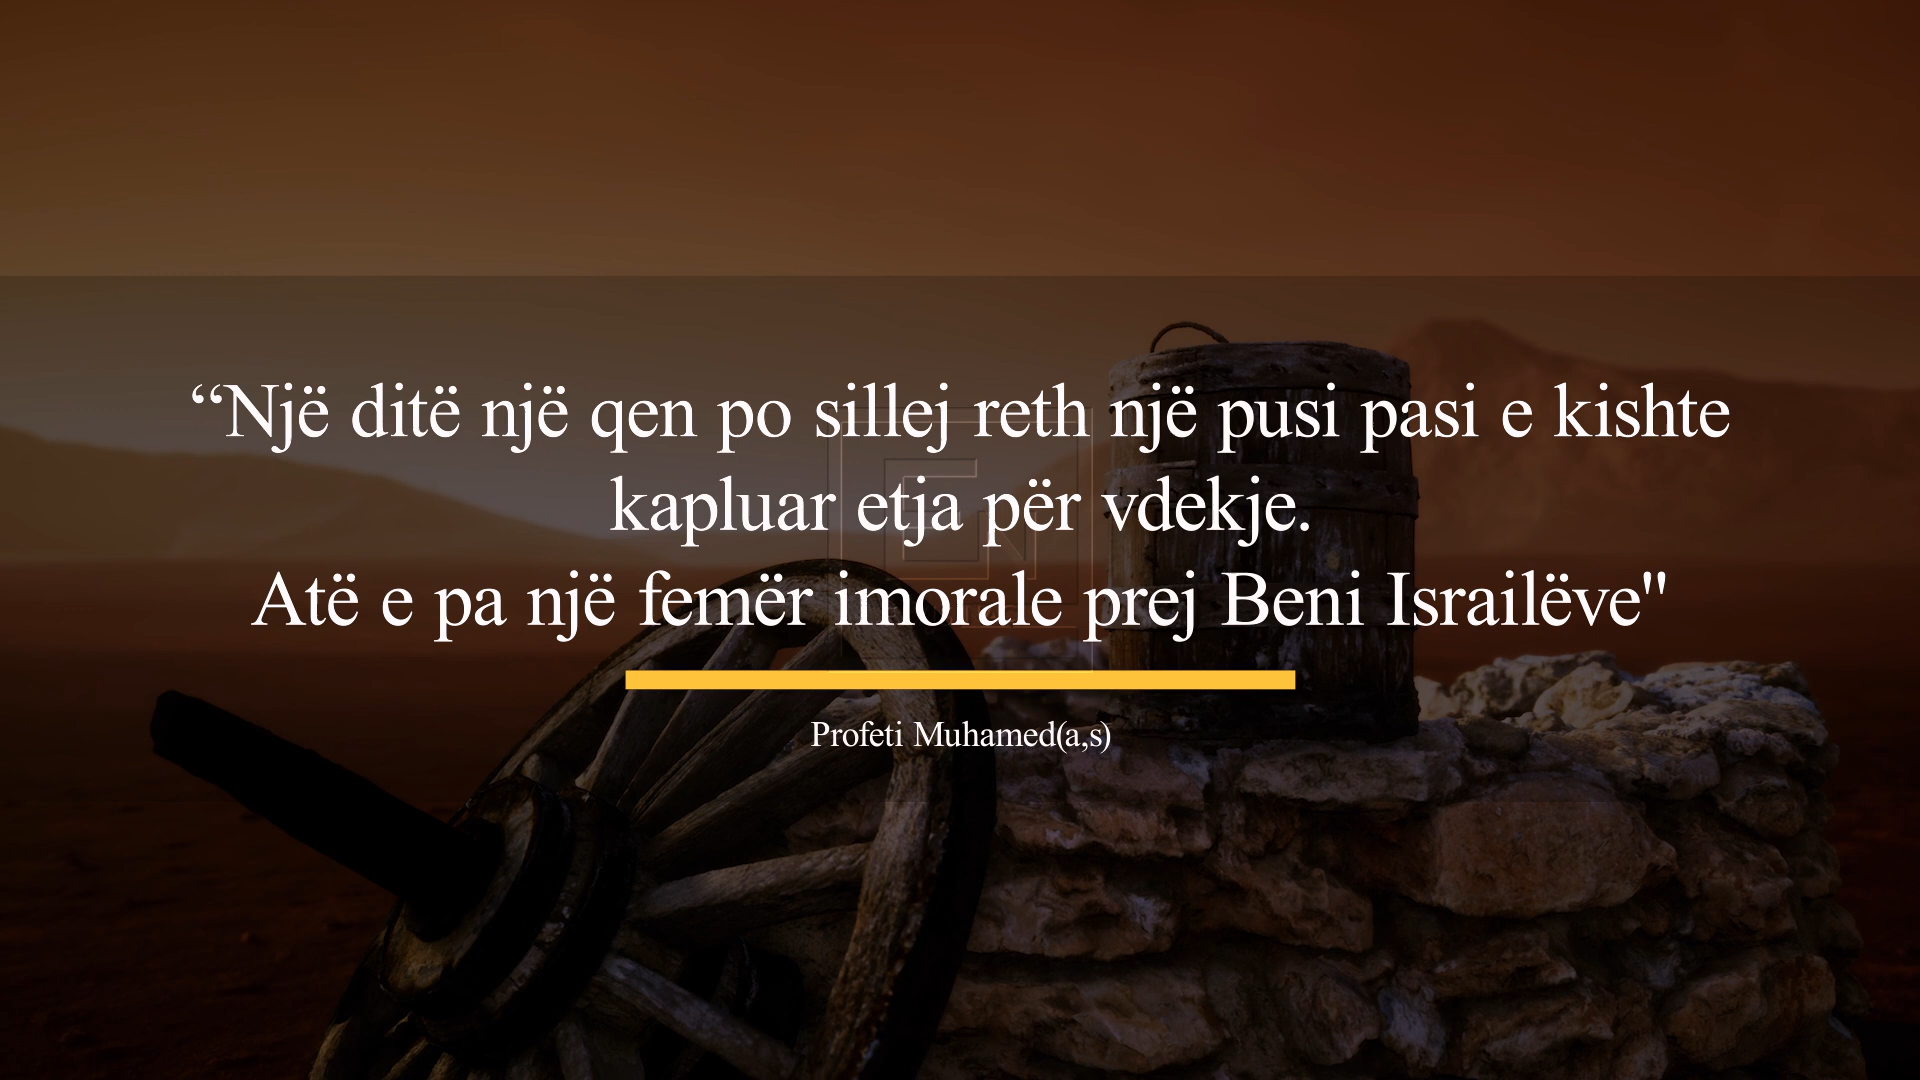 “Një ditë një qen po sillej reth një pusi pasi e kishte
kapluar etja për vdekje.
Atë e pa një femër imorale prej Beni Israilëve"
Profeti Muhamed(a,s)